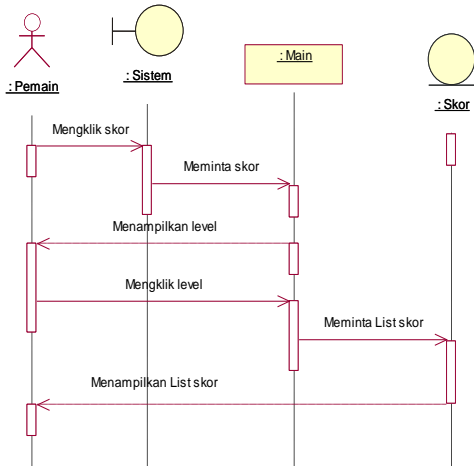 : Pemain
: Sistem
: Main
: Skor
Mengklik skor
Meminta skor
Menampilkan level
Mengklik level
Meminta List skor
Menampilkan List skor